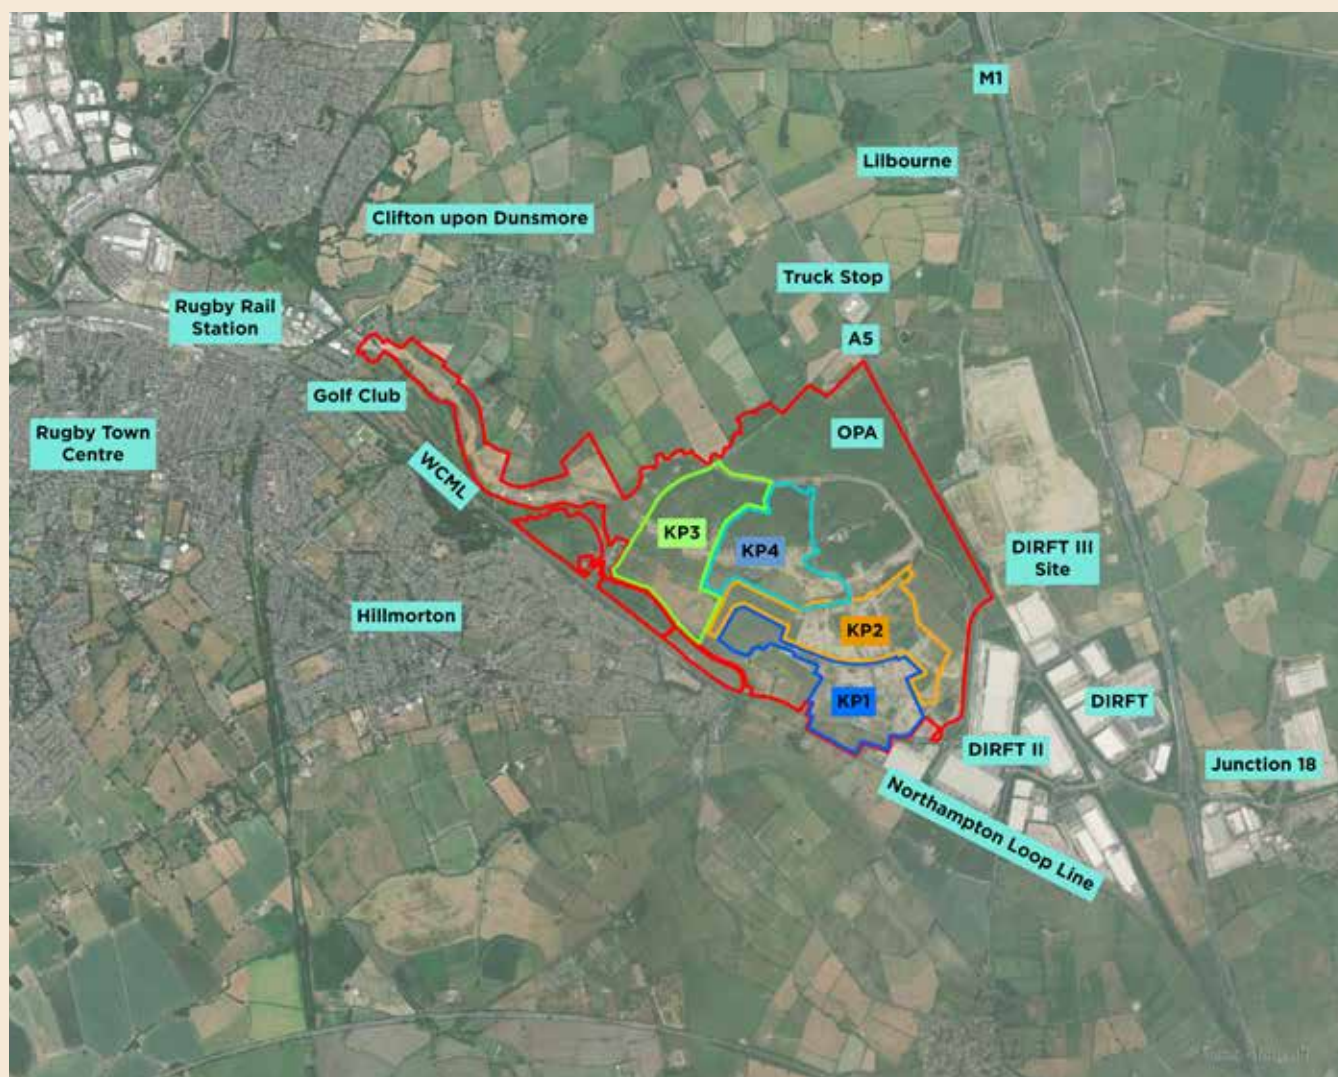 M1
Lilbourne
Clifton upon Dunsmore
Truck Stop
Rugby Rail
Station
A5
Golf Club
Rugby Town
Centre
OPA
WCML
KP3
KP4
DIRFT III
Site
Hillmorton
KP2
KP1
DIRFT
DIRFT II
Junction 18
Northampton Loop Line